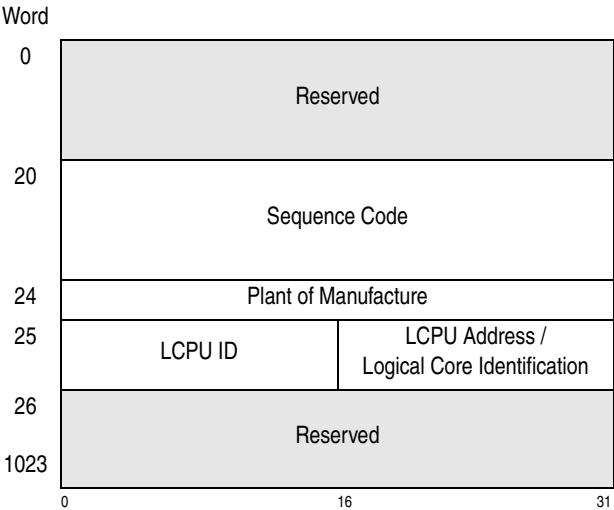 Word
0
Reserved
20
Sequence Code
24
Plant of Manufacture
25
LCPU ID
LCPU Address /
Logical Core Identification
26
Reserved
1023
0
16
31